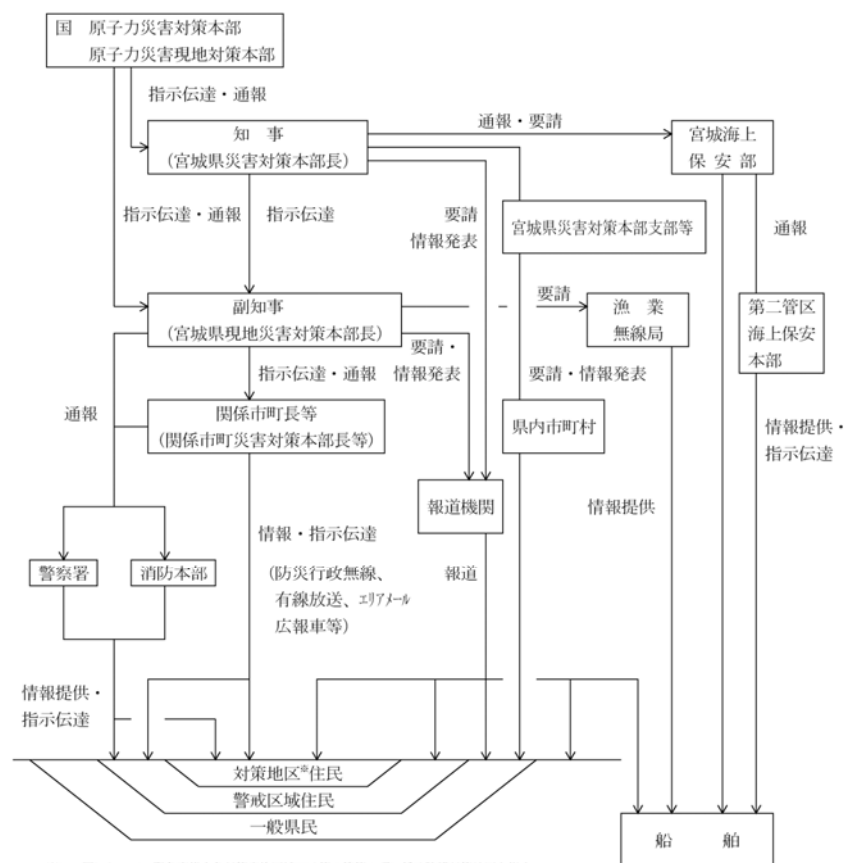 国 原子力災害対策本部
原子力災害現地対策本部
指示伝達・通報
知 事
(宮城県災害対策本部長)
通報・要請
宮城海上
保 安 部
指示伝達・通報
指示伝達
要請
情報発表
宮城県災害対策本部支部等
通報
副知事
(宮城県現地災害対策本部長)
要請
漁 業
無線局
第二管区
海上保安
本部
要請・
情報発表
指示伝達・通報
要請・情報発表
通報
関係市町長等
(関係市町災害対策本部長等)
県内市町村
情報提供・
指示伝達
報道機関
情報提供
情報・指示伝達
(防災行政無線、
有線放送、ｴﾘｱﾒｰﾙ
広報車等)
報道
警察署
消防本部
情報提供・
指示伝達
対策地区※住民
警戒区域住民
一般県民
船 舶